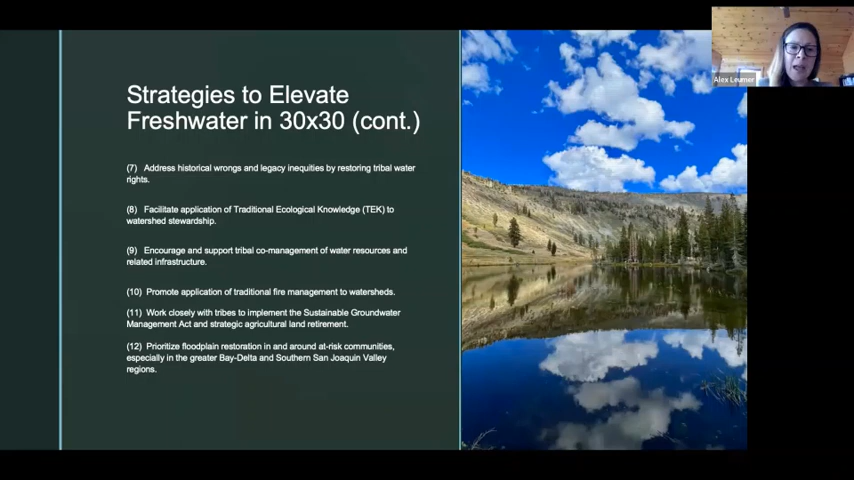 Alex Leumer
Strategies to Elevate
Freshwater in 30x30 (cont.)
(7) Address historical wrongs and legacy inequities by restoring tribal water
rights.
(8) Facilitate application of Traditional Ecological Knowledge (TEK) to
watershed stewardship.
(9) Encourage and support tribal co-management of water resources and
related infrastructure.
(10) Promote application of traditional fire management to watersheds.
(11) Work closely with tribes to implement the Sustainable Groundwater
Management Act and strategic agricultural land retirement.
(12) Prioritize floodplain restoration in and around at-risk communities,
especially in the greater Bay-Delta and Southern San Joaquin Valley
regions.